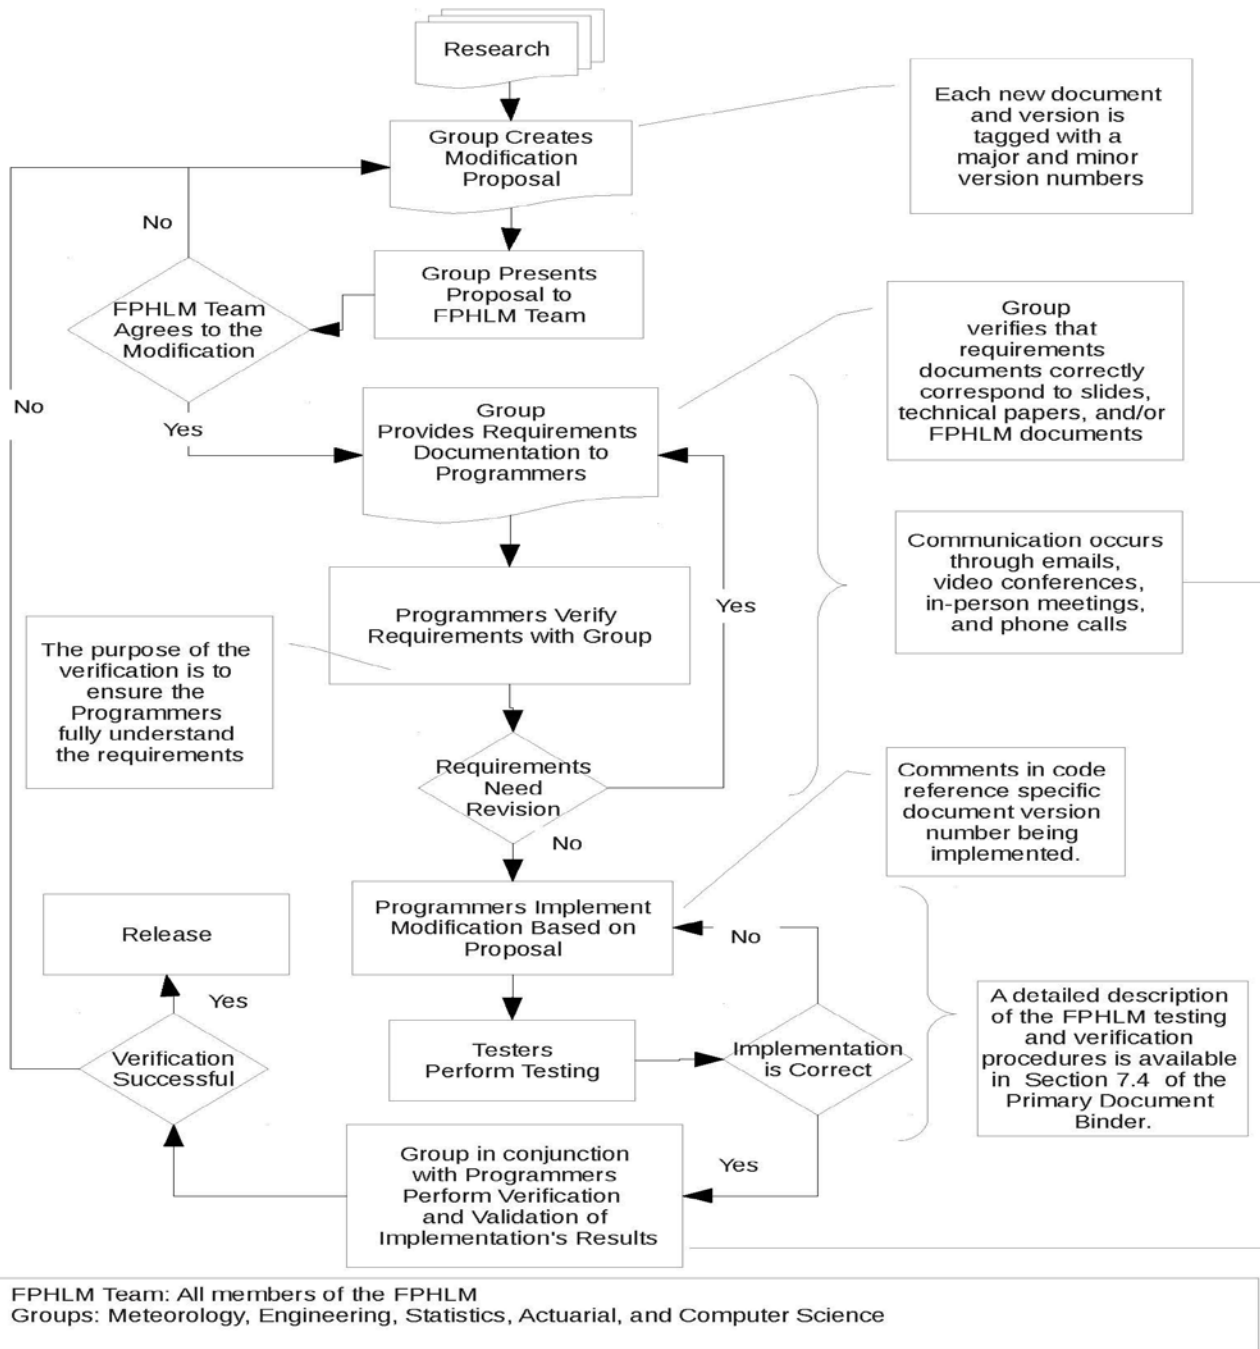 Research
Group Creates
Modification
Proposal
Each new document
and version is
tagged with a
major and minor
version numbers
No
Group Presents
Proposal to
FPHLM Team
FPHLM Team
Agrees to the
Modification
Group
verifies that
requirements
documents correctly
correspond to slides,
technical papers, and/or
FPHLM documents
No
Yes
Group
Provides Requirements
Documentation to
Programmers
Communication occurs
through emails,
video conferences,
in-person meetings,
and phone calls
Yes
Programmers Verify
Requirements with Group
The purpose of the
verification is to
ensure the
Programmers
fully understand
the requirements
Requirements
Need
Revision
No
Comments in code
reference specific
document version
number being
implemented.
Programmers Implement
Modification Based on
Proposal
No
Release
Yes
Testers
Perform Testing
Implementation
is Correct
A detailed description
of the FPHLM testing
and verification
procedures is available
in Section 7.4 of the
Primary Document
Binder.
Verification
Successful
Yes
Group in conjunction
with Programmers
Perform Verification
and Validation of
Implementation's Results
FPHLM Team: All members of the FPHLM
Groups: Meteorology, Engineering, Statistics, Actuarial, and Computer Science